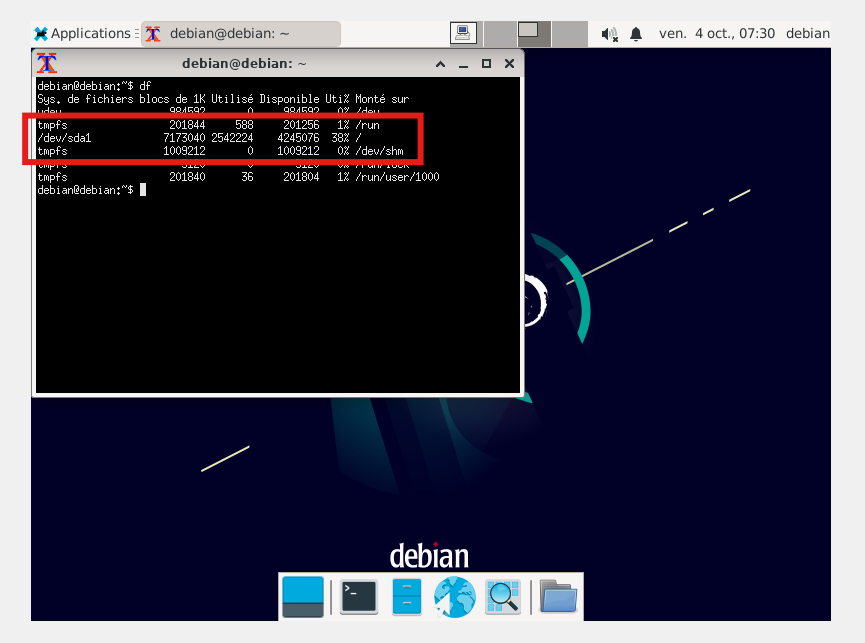 Applications
debian@debian: ~
ven. 4 oct., 07:30
debian
debian@debian: ~
debian@debian:~$ df
Sys. de fichiers blocs de 1K Utilisé Disponible Uti% Monté sur
udev 984592 0 984592 0% /dev
tmpfs 201844 588 201256 1% /run
/dev/sda1 7173040 2542224 4245076 38% /
tmpfs 1009212 0 1009212 0% /dev/shm
tmpfs 5120 0 5120 0% /run/lock
tmpfs 201840 36 201804 1% /run/user/1000
debian@debian:~$
debian